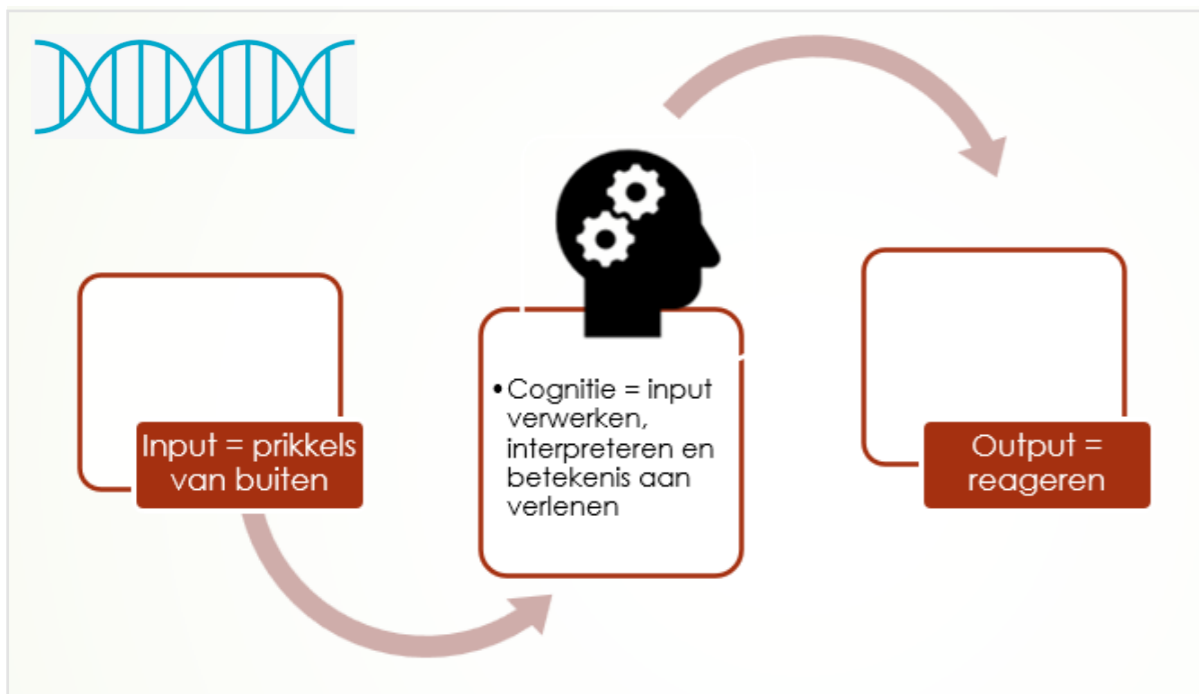 Input = prikkels
van buiten
• Cognitie = input
verwerken,
interpreteren en
betekenis aan
verlenen
Output =
reageren